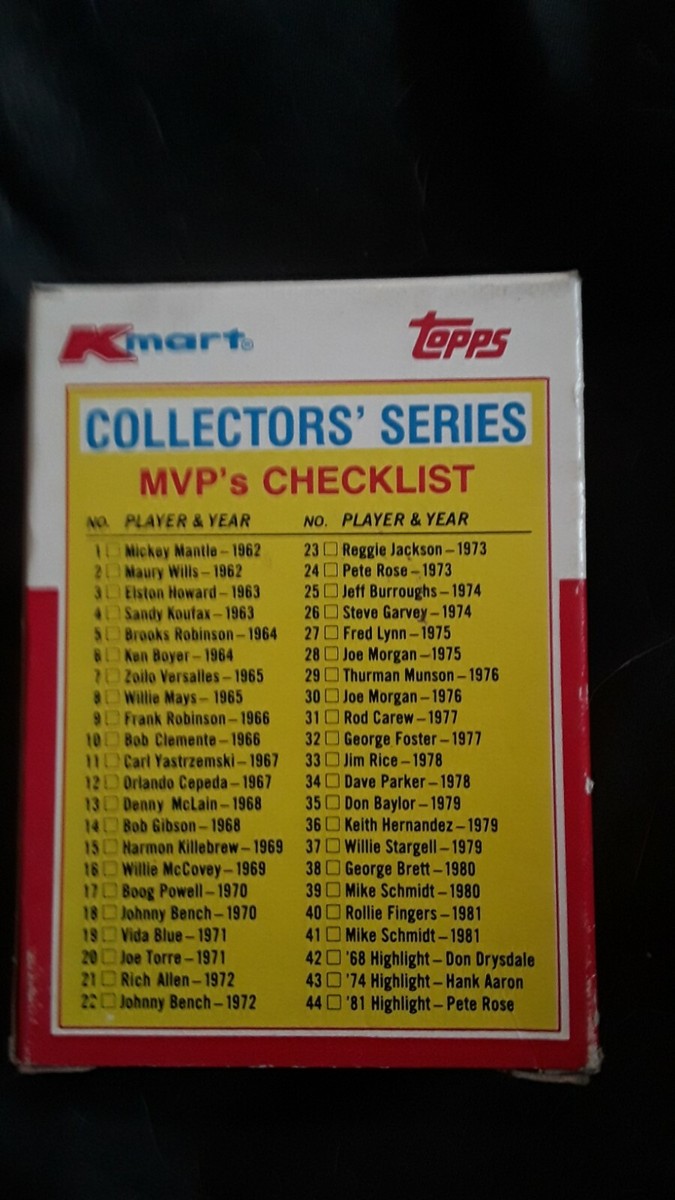 Kmart®
TOPPS
COLLECTORS' SERIES
MVP's CHECKLIST
NO. PLAYER & YEAR
1 Mickey Mantle – 1962
2 Maury Wills – 1962
3 Elston Howard – 1963
4 Sandy Koufax – 1963
5 Brooks Robinson – 1964
6 Ken Boyer – 1964
7 Zoilo Versalles – 1965
8 Willie Mays – 1965
9 Frank Robinson – 1966
10 Bob Clemente – 1966
11 Carl Yastrzemski – 1967
12 Orlando Cepeda – 1967
13 Denny McLain – 1968
14 Bob Gibson – 1968
15 Harmon Killebrew – 1969
16 Willie McCovey – 1969
17 Boog Powell – 1970
18 Johnny Bench – 1970
19 Vida Blue – 1971
20 Joe Torre – 1971
21 Rich Allen – 1972
22 Johnny Bench – 1972
NO. PLAYER & YEAR
23 Reggie Jackson – 1973
24 Pete Rose – 1973
25 Jeff Burroughs – 1974
26 Steve Garvey – 1974
27 Fred Lynn – 1975
28 Joe Morgan – 1975
29 Thurman Munson – 1976
30 Joe Morgan – 1976
31 Rod Carew – 1977
32 George Foster – 1977
33 Jim Rice – 1978
34 Dave Parker – 1978
35 Don Baylor – 1979
36 Keith Hernandez – 1979
37 Willie Stargell – 1979
38 George Brett – 1980
39 Mike Schmidt – 1980
40 Rollie Fingers – 1981
41 Mike Schmidt – 1981
42 '68 Highlight – Don Drysdale
43 '74 Highlight – Hank Aaron
44 '81 Highlight – Pete Rose